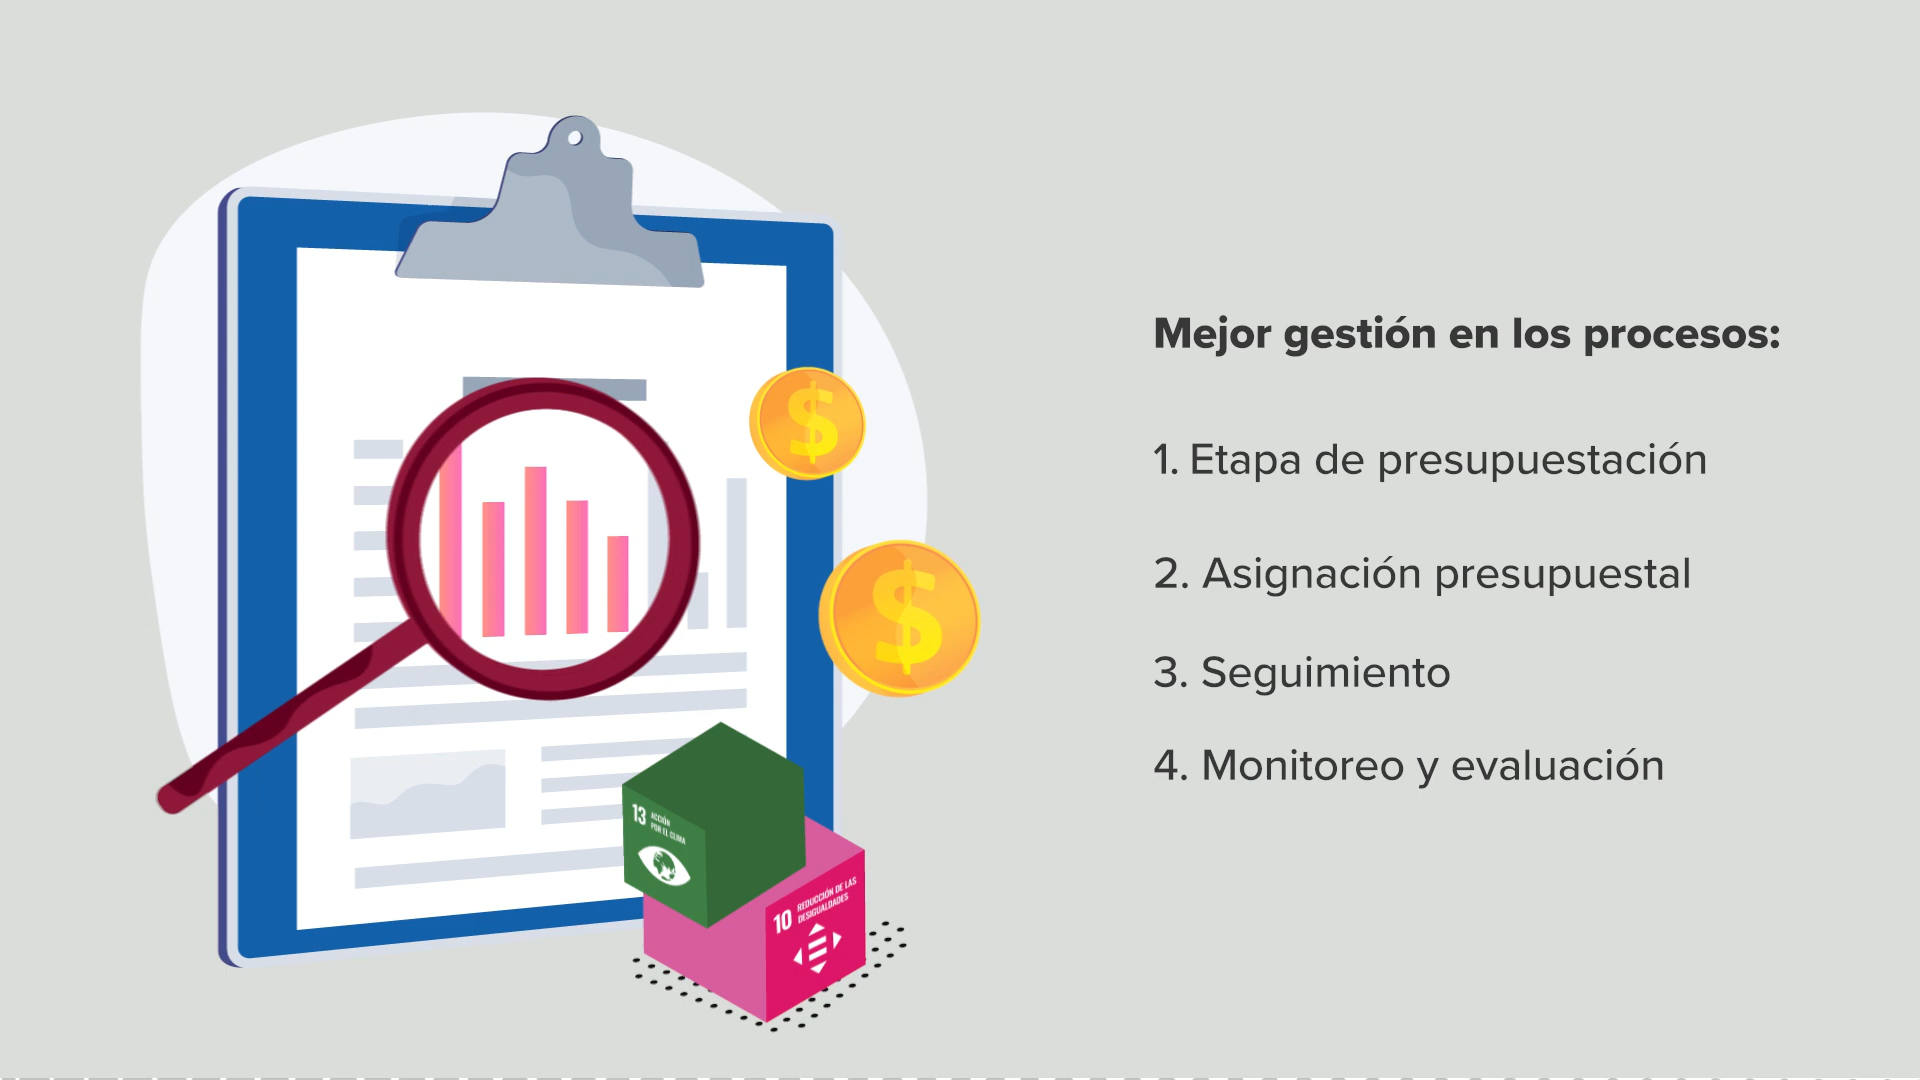 Mejor gestión en los procesos:
1. Etapa de presupuestación
2. Asignación presupuestal
3. Seguimiento
4. Monitoreo y evaluación
$
$
13 ACCIÓN
POR EL CLIMA
10 REDUCCIÓN DE LAS
DESIGUALDADES